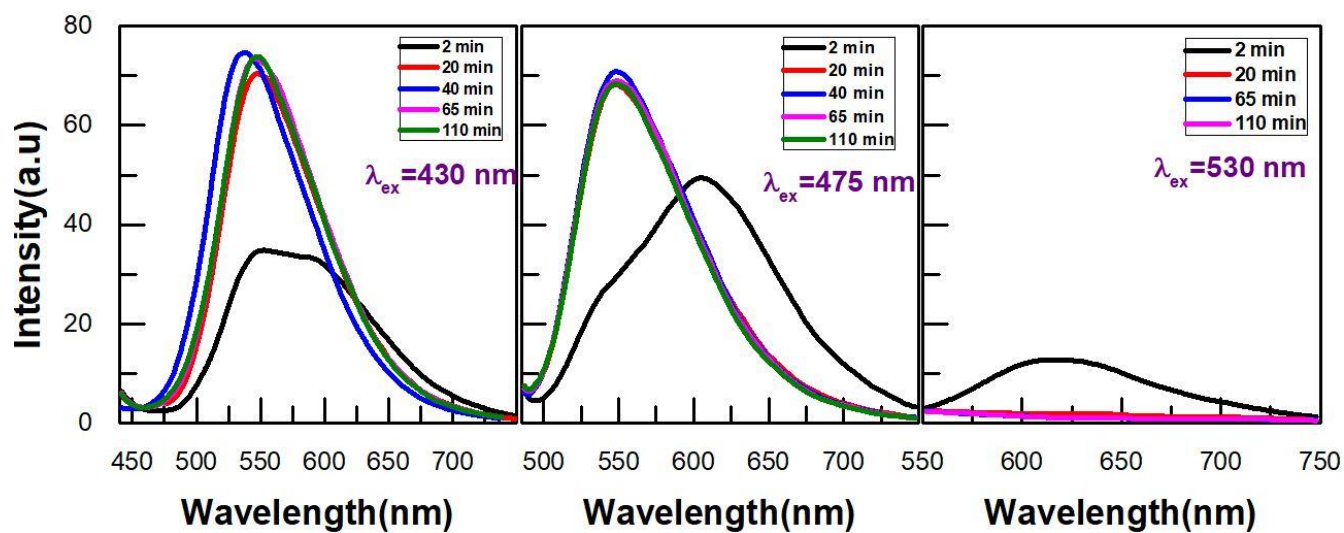 Intensity(a.u)
80
60
40
20
0
2 min
20 min
40 min
65 min
110 min
λex=430 nm
450 500 550 600 650 700
Wavelength(nm)
2 min
20 min
40 min
65 min
110 min
λex=475 nm
500 550 600 650 700 550
Wavelength(nm)
2 min
20 min
65 min
110 min
λex=530 nm
600 650 700 750
Wavelength(nm)